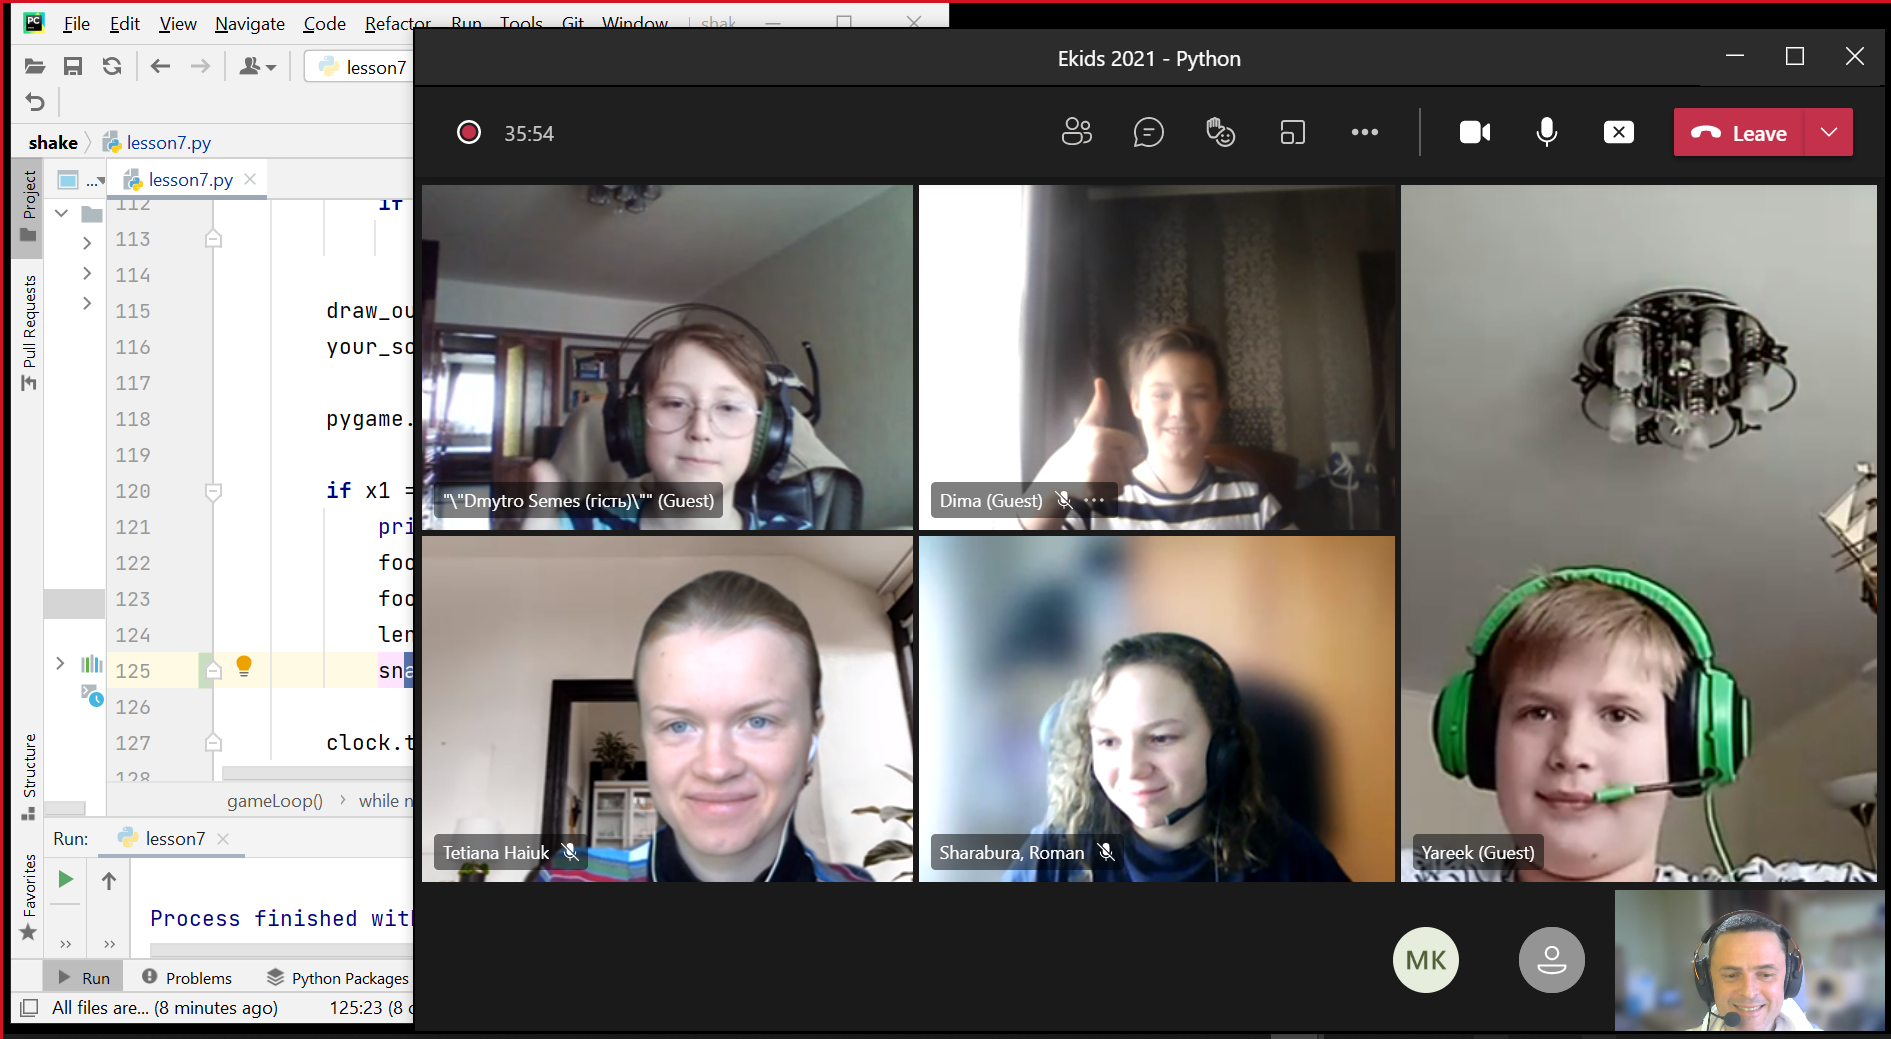 PC File Edit View Navigate Code Refactor Run Tools Git Window shak
lesson7
shake lesson7.py
Project
Pull Requests
Structure
Favorites
...
lesson7.py
112 if
113
114
115 draw_ou
116 your_sc
117
118 pygame.
119
120 if x1 =
121 pri
122 foo
123 foo
124 len
125 sna
126
127 clock.t
128
gameLoop() while n
Run: lesson7
Process finished with
Run Problems Python Packages
All files are... (8 minutes ago) 125:23 (8 c
Ekids 2021 - Python
35:54 Leave
"\"Dmytro Semes (гість)\"" (Guest)
Dima (Guest)
Tetiana Haiuk
Sharabura, Roman
Yareek (Guest)
MK